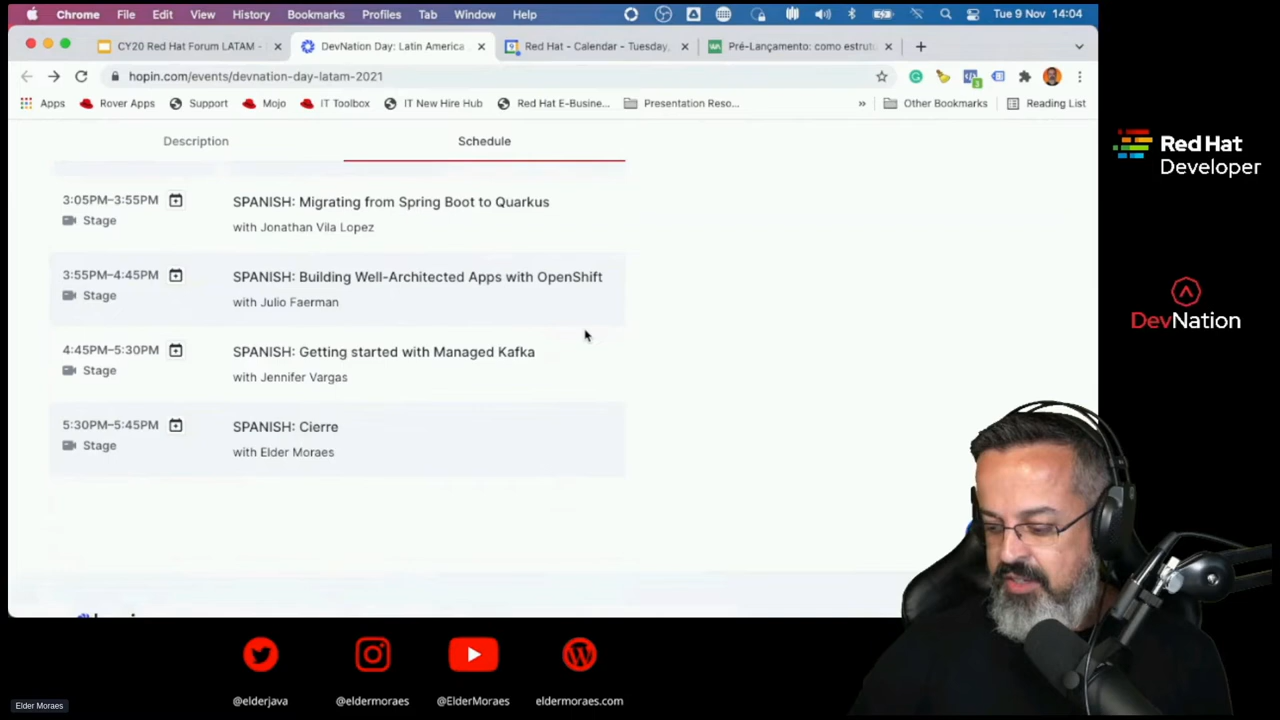 Chrome File Edit View History Bookmarks Profiles Tab Window Help Tue 9 Nov 14:04
CY20 Red Hat Forum LATAM - DevNation Day: Latin America Red Hat - Calendar - Tuesday, Pré-Lançamento: como estrut
hopin.com/events/devnation-day-latam-2021
Apps Rover Apps Support Mojo IT Toolbox IT New Hire Hub Red Hat E-Busine... Presentation Reso... » Other Bookmarks Reading List
Description Schedule
3:05PM–3:55PM SPANISH: Migrating from Spring Boot to Quarkus
Stage with Jonathan Vila Lopez
3:55PM–4:45PM SPANISH: Building Well-Architected Apps with OpenShift
Stage with Julio Faerman
4:45PM–5:30PM SPANISH: Getting started with Managed Kafka
Stage with Jennifer Vargas
5:30PM–5:45PM SPANISH: Cierre
Stage with Elder Moraes
Red Hat
Developer
DevNation
@elderjava @eldermoraes @ElderMoraes eldermoraes.com
Elder Moraes